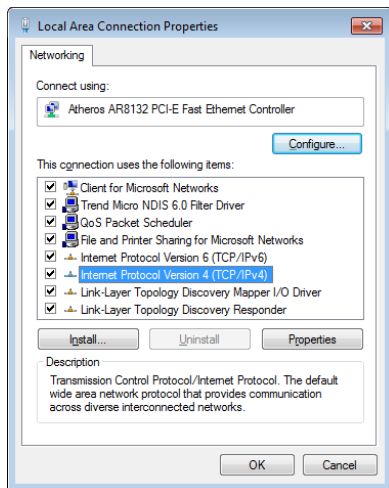 Local Area Connection Properties
Networking
Connect using:
Atheros AR8132 PCI-E Fast Ethernet Controller
Configure...
This connection uses the following items:
Client for Microsoft Networks
Trend Micro NDIS 6.0 Filter Driver
QoS Packet Scheduler
File and Printer Sharing for Microsoft Networks
Internet Protocol Version 6 (TCP/IPv6)
Internet Protocol Version 4 (TCP/IPv4)
Link-Layer Topology Discovery Mapper I/O Driver
Link-Layer Topology Discovery Responder
Install... Uninstall Properties
Description
Transmission Control Protocol/Internet Protocol. The default
wide area network protocol that provides communication
across diverse interconnected networks.
OK Cancel